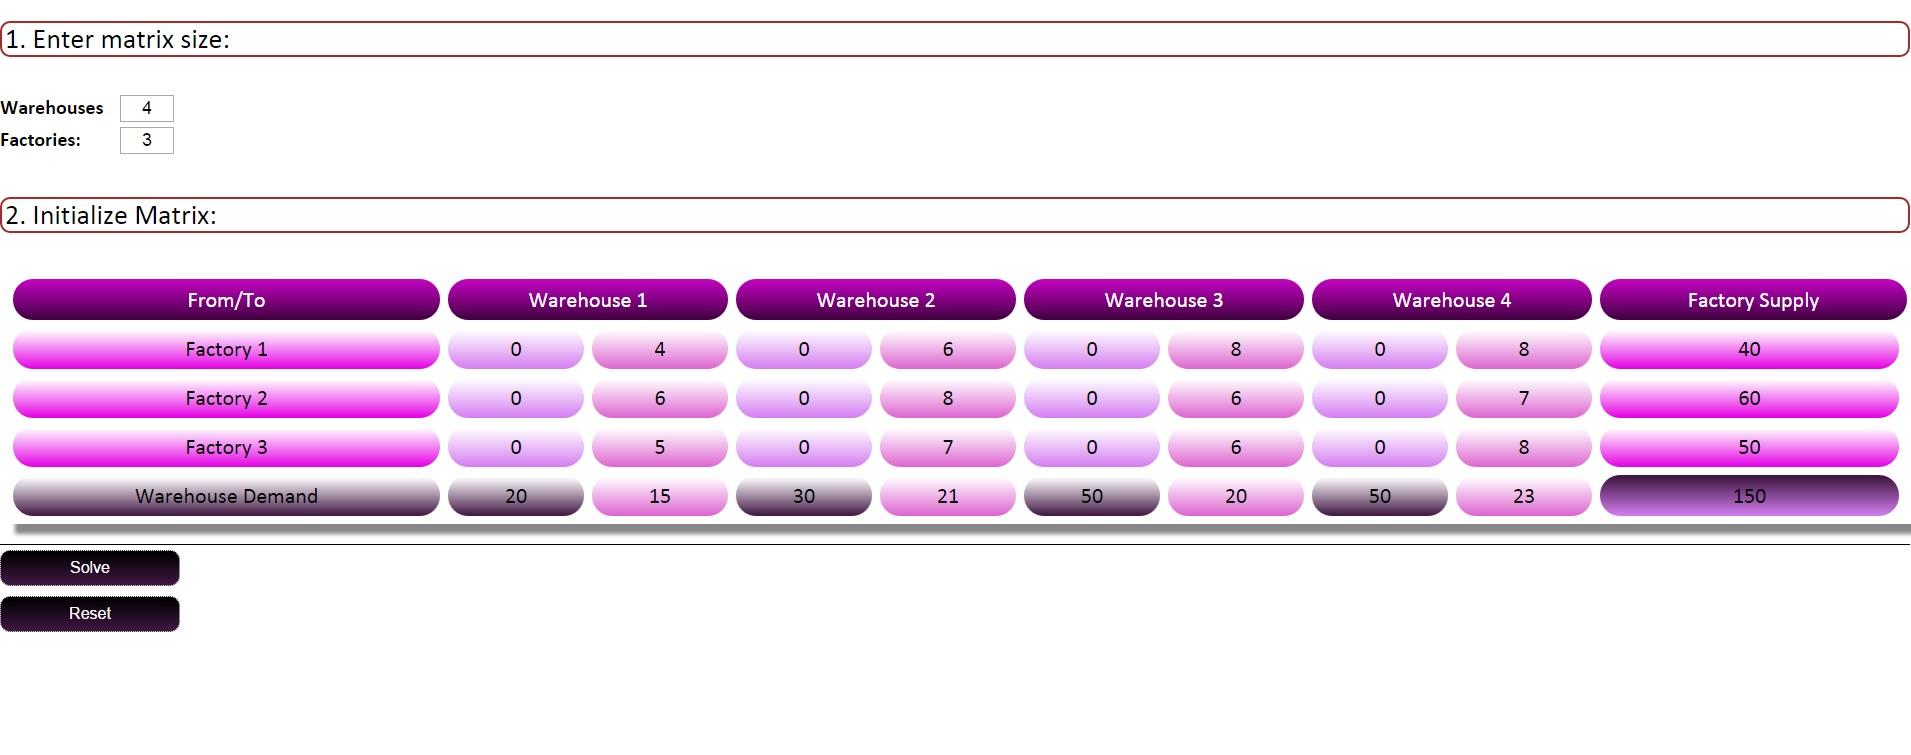 1. Enter matrix size:
Warehouses 4
Factories: 3
2. Initialize Matrix:
From/To Warehouse 1 Warehouse 2 Warehouse 3 Warehouse 4 Factory Supply
Factory 1 0 4 0 6 0 8 0 8 40
Factory 2 0 6 0 8 0 6 0 7 60
Factory 3 0 5 0 7 0 6 0 8 50
Warehouse Demand 20 15 30 21 50 20 50 23 150
Solve
Reset